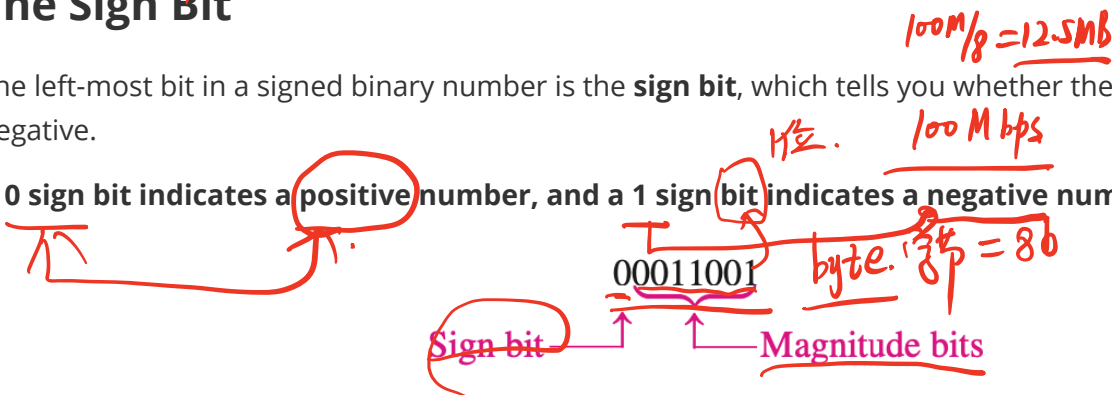 he Sign Bit
100M/8 = 12.5MB
he left-most bit in a signed binary number is the sign bit, which tells you whether the
egative.
比位. 100 M bps
0 sign bit indicates a positive number, and a 1 sign bit indicates a negative num
byte. 字节 = 8b
00011001
Sign bit
Magnitude bits